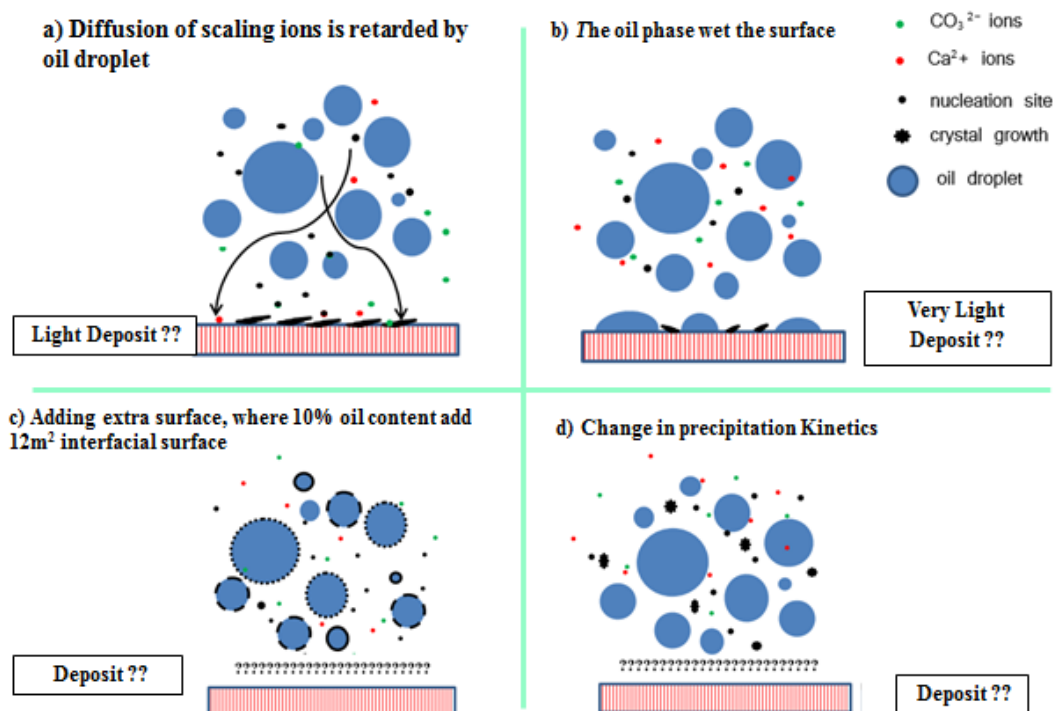 a) Diffusion of scaling ions is retarded by
oil droplet
Light Deposit ??
b) The oil phase wet the surface
Very Light
Deposit ??
CO₃²⁻ ions
Ca²⁺ ions
nucleation site
crystal growth
oil droplet
c) Adding extra surface, where 10% oil content add
12m² interfacial surface
????????????????????????
Deposit ??
d) Change in precipitation Kinetics
????????????????????????
Deposit ??